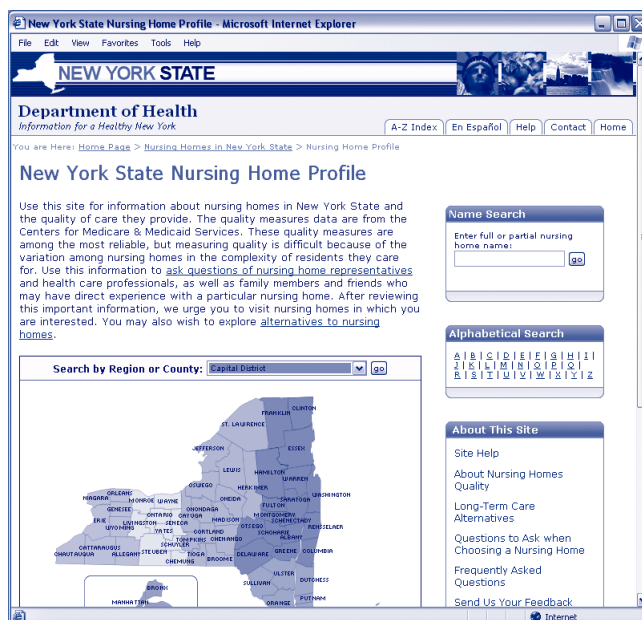 New York State Nursing Home Profile - Microsoft Internet Explorer
File Edit View Favorites Tools Help
NEW YORK STATE
Department of Health
Information for a Healthy New York
A-Z Index En Español Help Contact Home
You are Here: Home Page > Nursing Homes in New York State > Nursing Home Profile
New York State Nursing Home Profile
Use this site for information about nursing homes in New York State and
the quality of care they provide. The quality measures data are from the
Centers for Medicare & Medicaid Services. These quality measures are
among the most reliable, but measuring quality is difficult because of the
variation among nursing homes in the complexity of residents they care
for. Use this information to ask questions of nursing home representatives
and health care professionals, as well as family members and friends who
may have direct experience with a particular nursing home. After reviewing
this important information, we urge you to visit nursing homes in which you
are interested. You may also wish to explore alternatives to nursing
homes.
Name Search
Enter full or partial nursing
home name:
go
Alphabetical Search
A | B | C | D | E | F | G | H | I |
J | K | L | M | N | O | P | Q |
R | S | T | U | V | W | X | Y | Z
Search by Region or County: Capital District go
FRANKLIN CLINTON
ST. LAWRENCE
JEFFERSON ESSEX
LEWIS HAMILTON
WARREN
OSWEGO HERKIMER
ORLEANS ONEIDA SARATOGA WASHINGTON
NIAGARA MONROE WAYNE
GENESEE ONONDAGA FULTON
ONTARIO CAYUGA MONTGOMERY
ERIE LIVINGSTON SENECA MADISON SCHENECTADY
WYOMING YATES CORTLAND OTSEGO RENSSELAER
TOMPKINS CHENANGO SCHOHARIE
SCHUYLER ALBANY
CATTARAUGUS STEUBEN
CHAUTAUQUA ALLEGANY TIOGA DELAWARE GREENE COLUMBIA
CHEMUNG BROOME
ULSTER
SULLIVAN DUTCHESS
BRONX
MANHATTAN ORANGE PUTNAM
About This Site
Site Help
About Nursing Homes
Quality
Long-Term Care
Alternatives
Questions to Ask when
Choosing a Nursing Home
Frequently Asked
Questions
Send Us Your Feedback
Internet